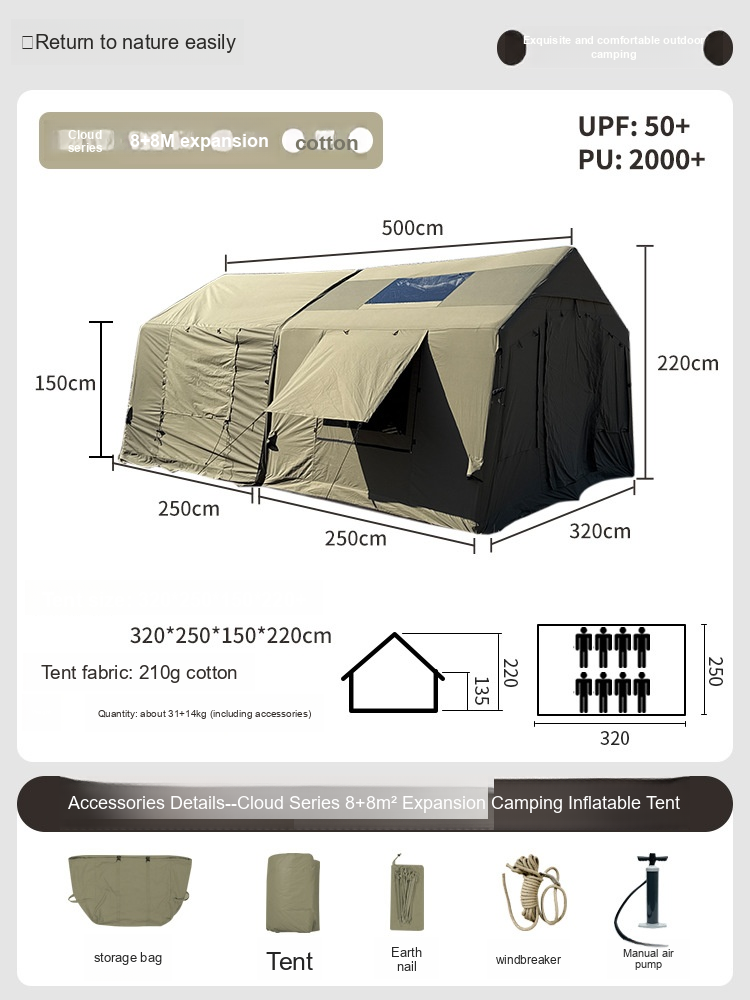 □Return to nature easily
Exquisite and comfortable outdoor
camping
Cloud
series
8+8M expansion
cotton
UPF: 50+
PU: 2000+
500cm
150cm
220cm
250cm
250cm
320cm
320*250*150*220cm
Tent fabric: 210g cotton
Quantity: about 31+14kg (including accessories)
135
220
250
320
Accessories Details--Cloud Series 8+8m² Expansion Camping Inflatable Tent
storage bag
Tent
Earth
nail
windbreaker
Manual air
pump